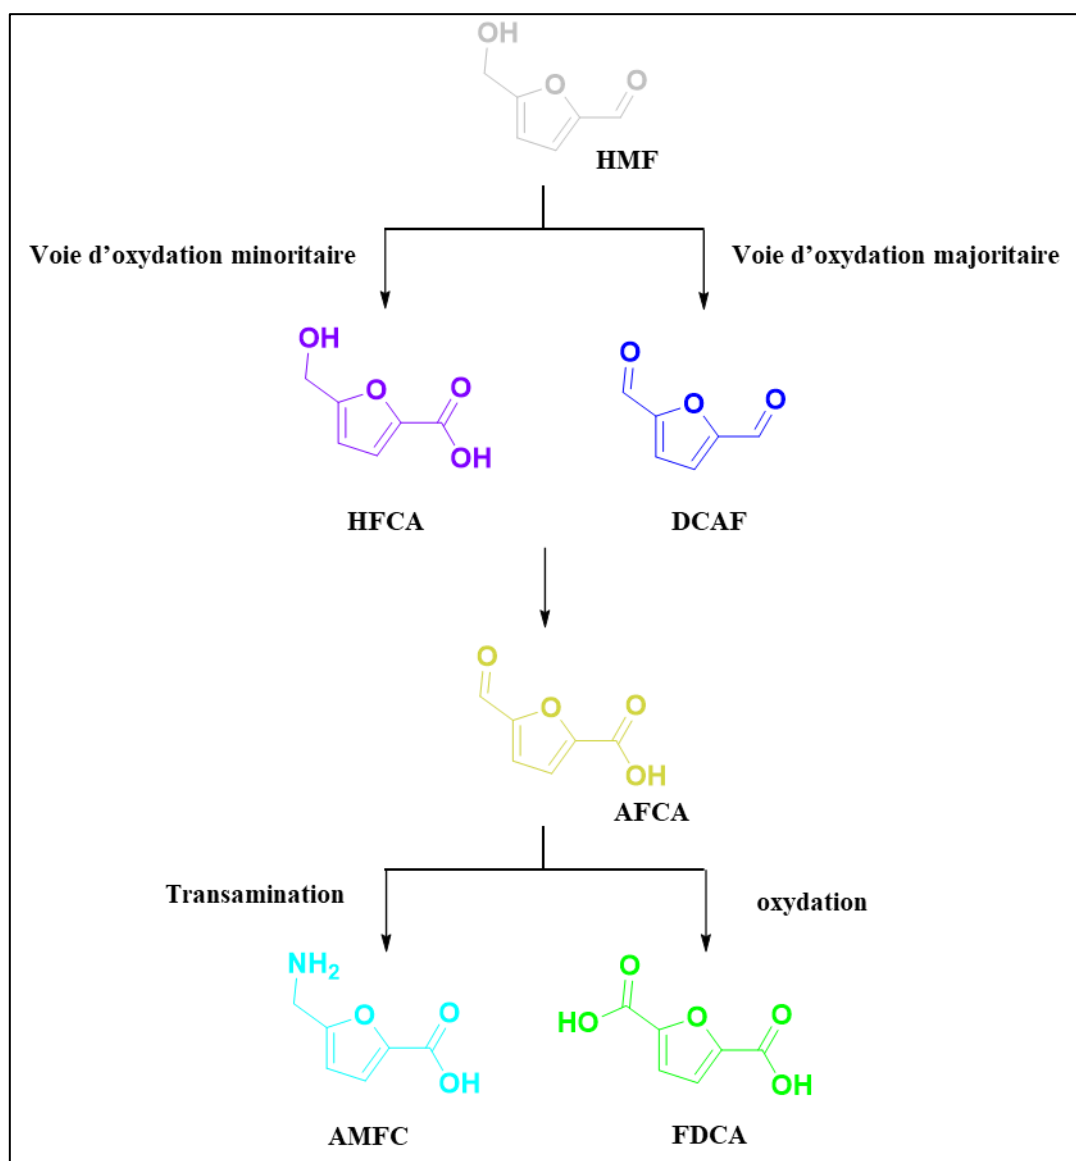 OH
O
O
HMF
Voie d'oxydation minoritaire
Voie d'oxydation majoritaire
OH
O
O
OH
HFCA
O
O
O
DCAF
O
O
O
OH
AFCA
Transamination
oxydation
NH₂
O
O
OH
AMFC
O
HO
O
O
OH
FDCA